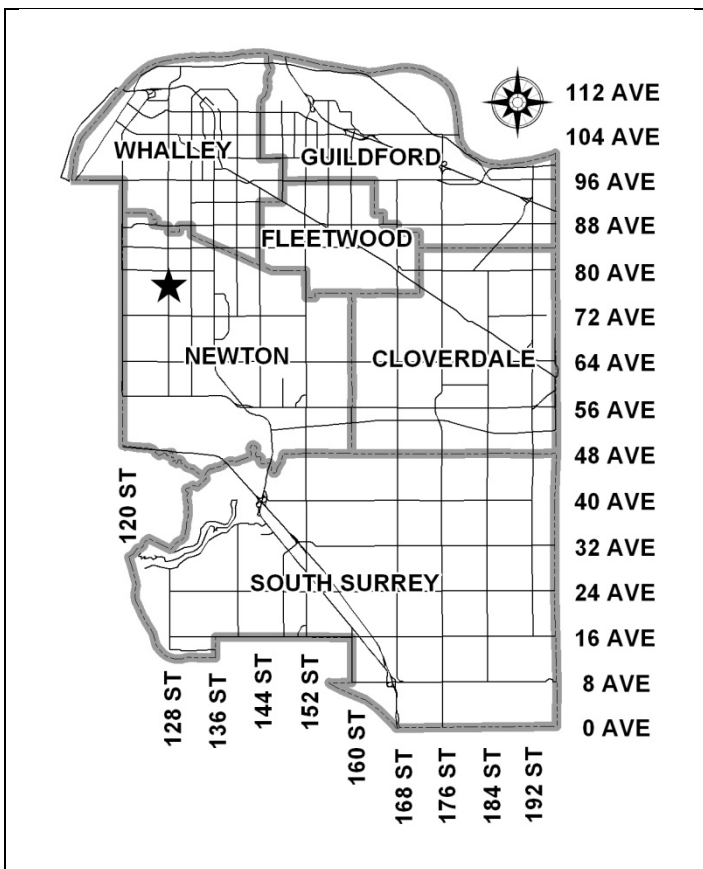 112 AVE
104 AVE
WHALLEY
GUILDFORD
96 AVE
88 AVE
FLEETWOOD
80 AVE
72 AVE
NEWTON
CLOVERDALE
64 AVE
56 AVE
48 AVE
120 ST
40 AVE
32 AVE
SOUTH SURREY
24 AVE
16 AVE
128 ST
136 ST
144 ST
152 ST
8 AVE
160 ST
0 AVE
168 ST
176 ST
184 ST
192 ST